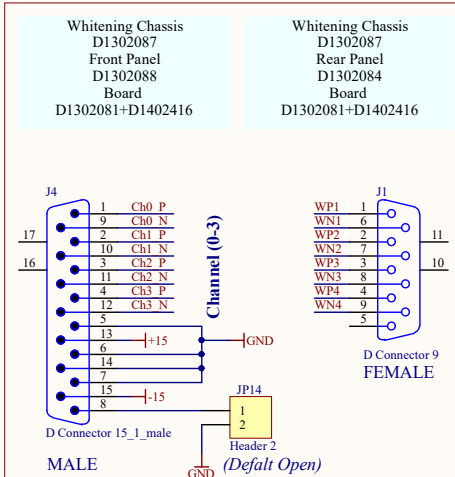 Whitening Chassis
D1302087
Front Panel
D1302088
Board
D1302081+D1402416
Whitening Chassis
D1302087
Rear Panel
D1302084
Board
D1302081+D1402416
J4
17
16
1 Ch0_P
9 Ch0_N
2 Ch1_P
10 Ch1_N
3 Ch2_P
11 Ch2_N
4 Ch3_P
12 Ch3_N
5
13 +15
6
14
7
15 -15
8
Channel (0-3)
GND
D Connector 15_1_male
MALE
JP14
1
2
Header 2
GND
(Defalt Open)
J1
WP1 1
WN1 6
WP2 2
WN2 7
WP3 3
WN3 8
WP4 4
WN4 9
5
11
10
D Connector 9
FEMALE